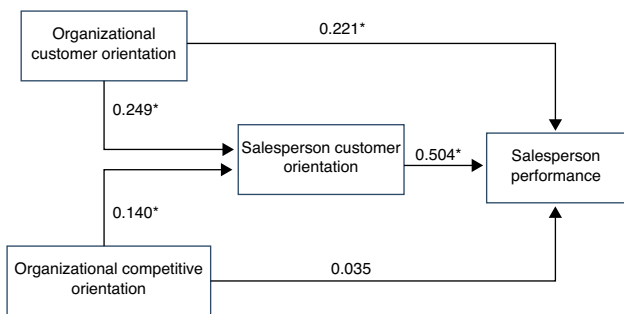 Organizational
customer orientation
0.221*
0.249*
Salesperson customer
orientation
0.504*
Salesperson
performance
0.140*
Organizational competitive
orientation
0.035